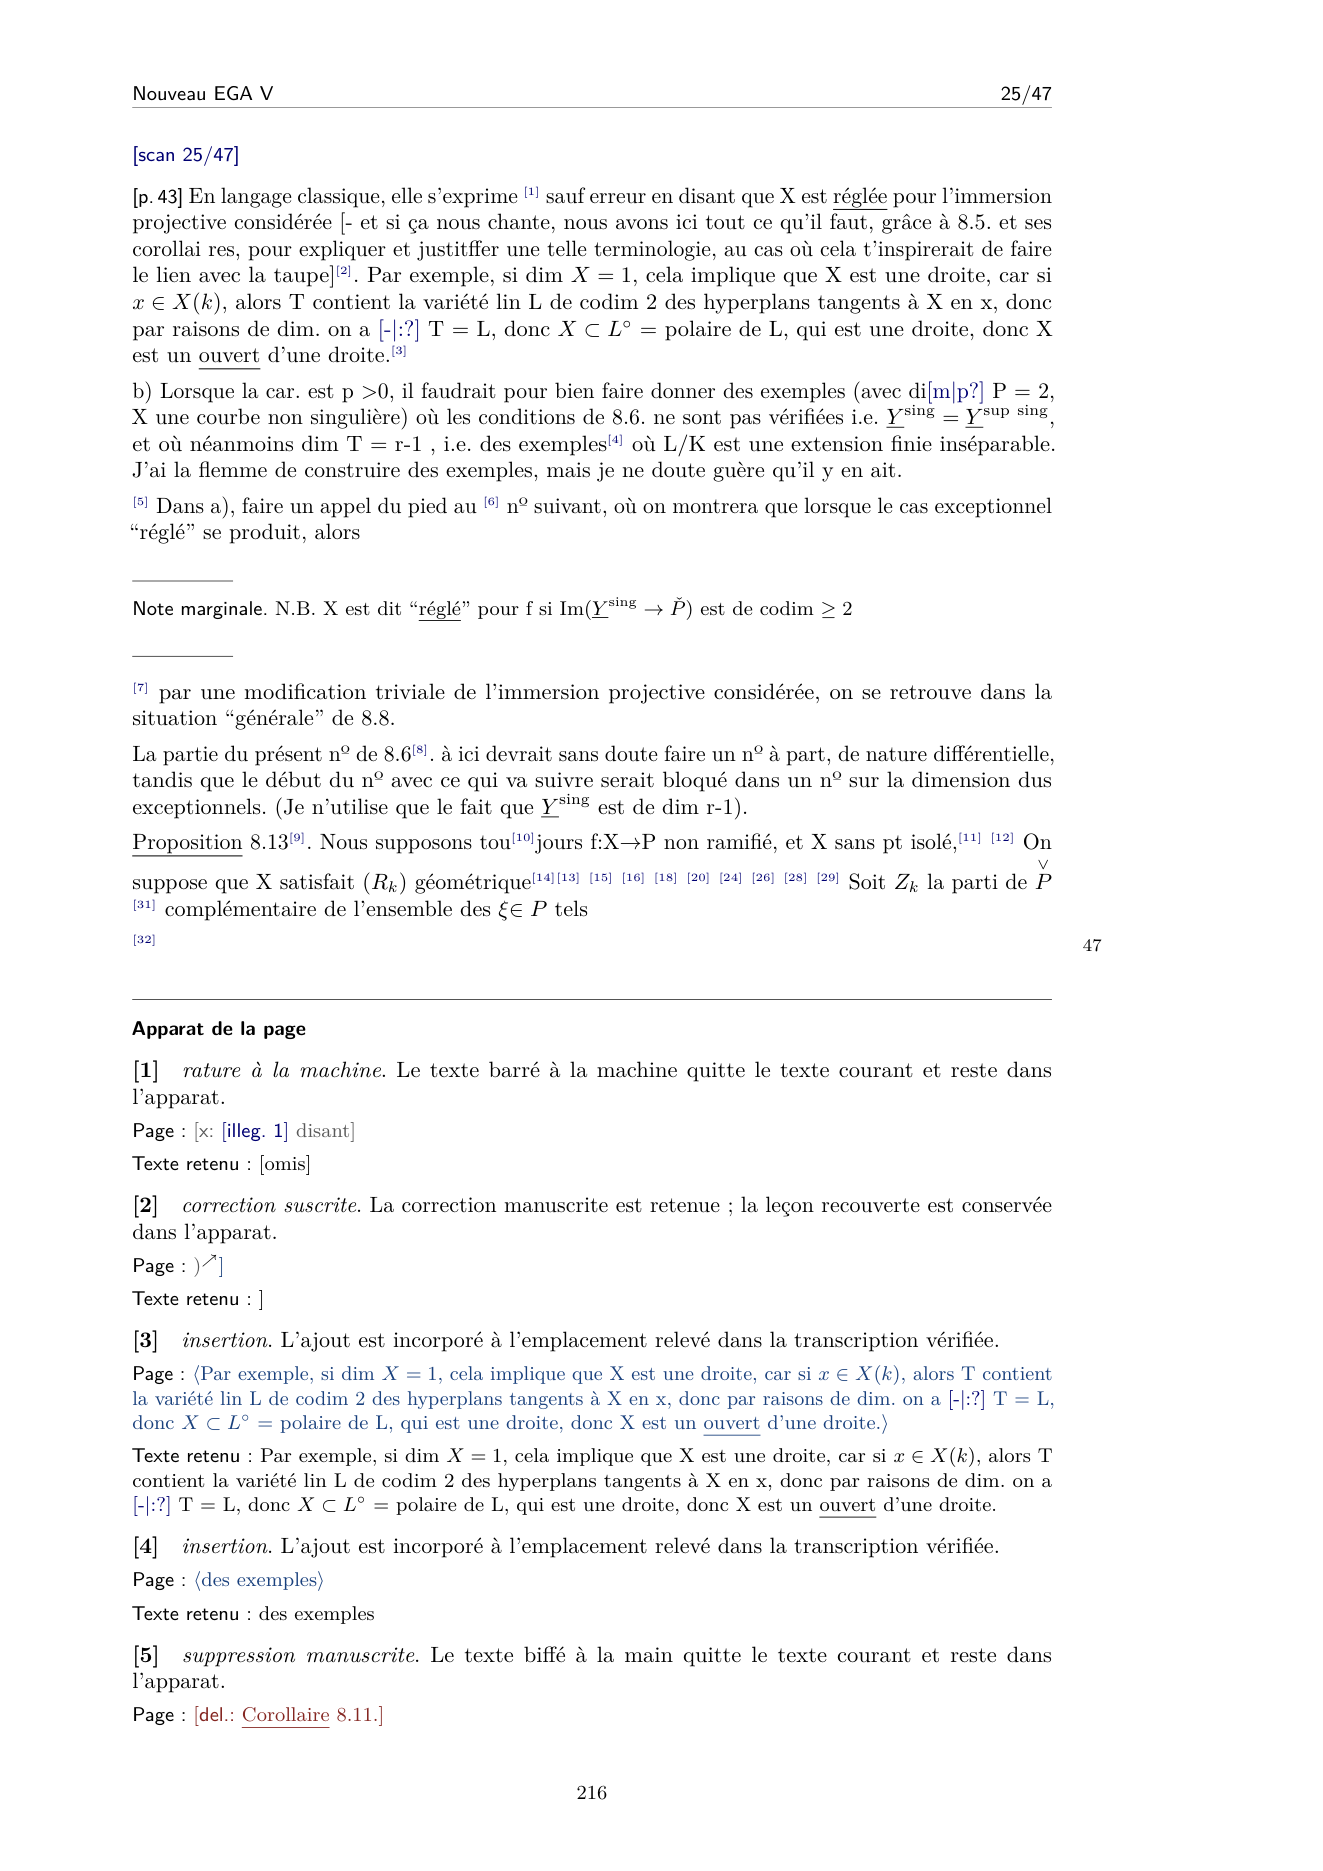 Nouveau EGA V 25/47
[scan 25/47]
[p. 43] En langage classique, elle s'exprime [1] sauf erreur en disant que X est réglée pour l'immersion
projective considérée [- et si ça nous chante, nous avons ici tout ce qu'il faut, grâce à 8.5. et ses
corollai res, pour expliquer et justitffer une telle terminologie, au cas où cela t'inspirerait de faire
le lien avec la taupe][2]. Par exemple, si dim X = 1, cela implique que X est une droite, car si
x ∈ X(k), alors T contient la variété lin L de codim 2 des hyperplans tangents à X en x, donc
par raisons de dim. on a [-|:?] T = L, donc X ⊂ L° = polaire de L, qui est une droite, donc X
est un ouvert d'une droite.[3]
b) Lorsque la car. est p >0, il faudrait pour bien faire donner des exemples (avec di[m|p?] P = 2,
X une courbe non singulière) où les conditions de 8.6. ne sont pas vérifiées i.e. Y^sing = Y^sup sing,
et où néanmoins dim T = r-1 , i.e. des exemples[4] où L/K est une extension finie inséparable.
J'ai la flemme de construire des exemples, mais je ne doute guère qu'il y en ait.
[5] Dans a), faire un appel du pied au [6] nº suivant, où on montrera que lorsque le cas exceptionnel
“réglé” se produit, alors
Note marginale. N.B. X est dit “réglé” pour f si Im(Y^sing → P̌) est de codim ≥ 2
[7] par une modification triviale de l'immersion projective considérée, on se retrouve dans la
situation “générale” de 8.8.
La partie du présent nº de 8.6[8]. à ici devrait sans doute faire un nº à part, de nature différentielle,
tandis que le début du nº avec ce qui va suivre serait bloqué dans un nº sur la dimension dus
exceptionnels. (Je n'utilise que le fait que Y^sing est de dim r-1).
Proposition 8.13[9]. Nous supposons tou[10]jours f:X→P non ramifié, et X sans pt isolé,[11] [12] On
suppose que X satisfait (R_k) géométrique[14][13] [15] [16] [18] [20] [24] [26] [28] [29] Soit Z_k la parti de P̌
[31] complémentaire de l'ensemble des ξ∈ P tels
[32]
47
Apparat de la page
[1] rature à la machine. Le texte barré à la machine quitte le texte courant et reste dans
l'apparat.
Page : [x: [illeg. 1] disant]
Texte retenu : [omis]
[2] correction suscrite. La correction manuscrite est retenue ; la leçon recouverte est conservée
dans l'apparat.
Page : )↗]
Texte retenu : ]
[3] insertion. L'ajout est incorporé à l'emplacement relevé dans la transcription vérifiée.
Page : ⟨Par exemple, si dim X = 1, cela implique que X est une droite, car si x ∈ X(k), alors T contient
la variété lin L de codim 2 des hyperplans tangents à X en x, donc par raisons de dim. on a [-|:?] T = L,
donc X ⊂ L° = polaire de L, qui est une droite, donc X est un ouvert d'une droite.⟩
Texte retenu : Par exemple, si dim X = 1, cela implique que X est une droite, car si x ∈ X(k), alors T
contient la variété lin L de codim 2 des hyperplans tangents à X en x, donc par raisons de dim. on a
[-|:?] T = L, donc X ⊂ L° = polaire de L, qui est une droite, donc X est un ouvert d'une droite.
[4] insertion. L'ajout est incorporé à l'emplacement relevé dans la transcription vérifiée.
Page : ⟨des exemples⟩
Texte retenu : des exemples
[5] suppression manuscrite. Le texte biffé à la main quitte le texte courant et reste dans
l'apparat.
Page : [del.: Corollaire 8.11.]
216